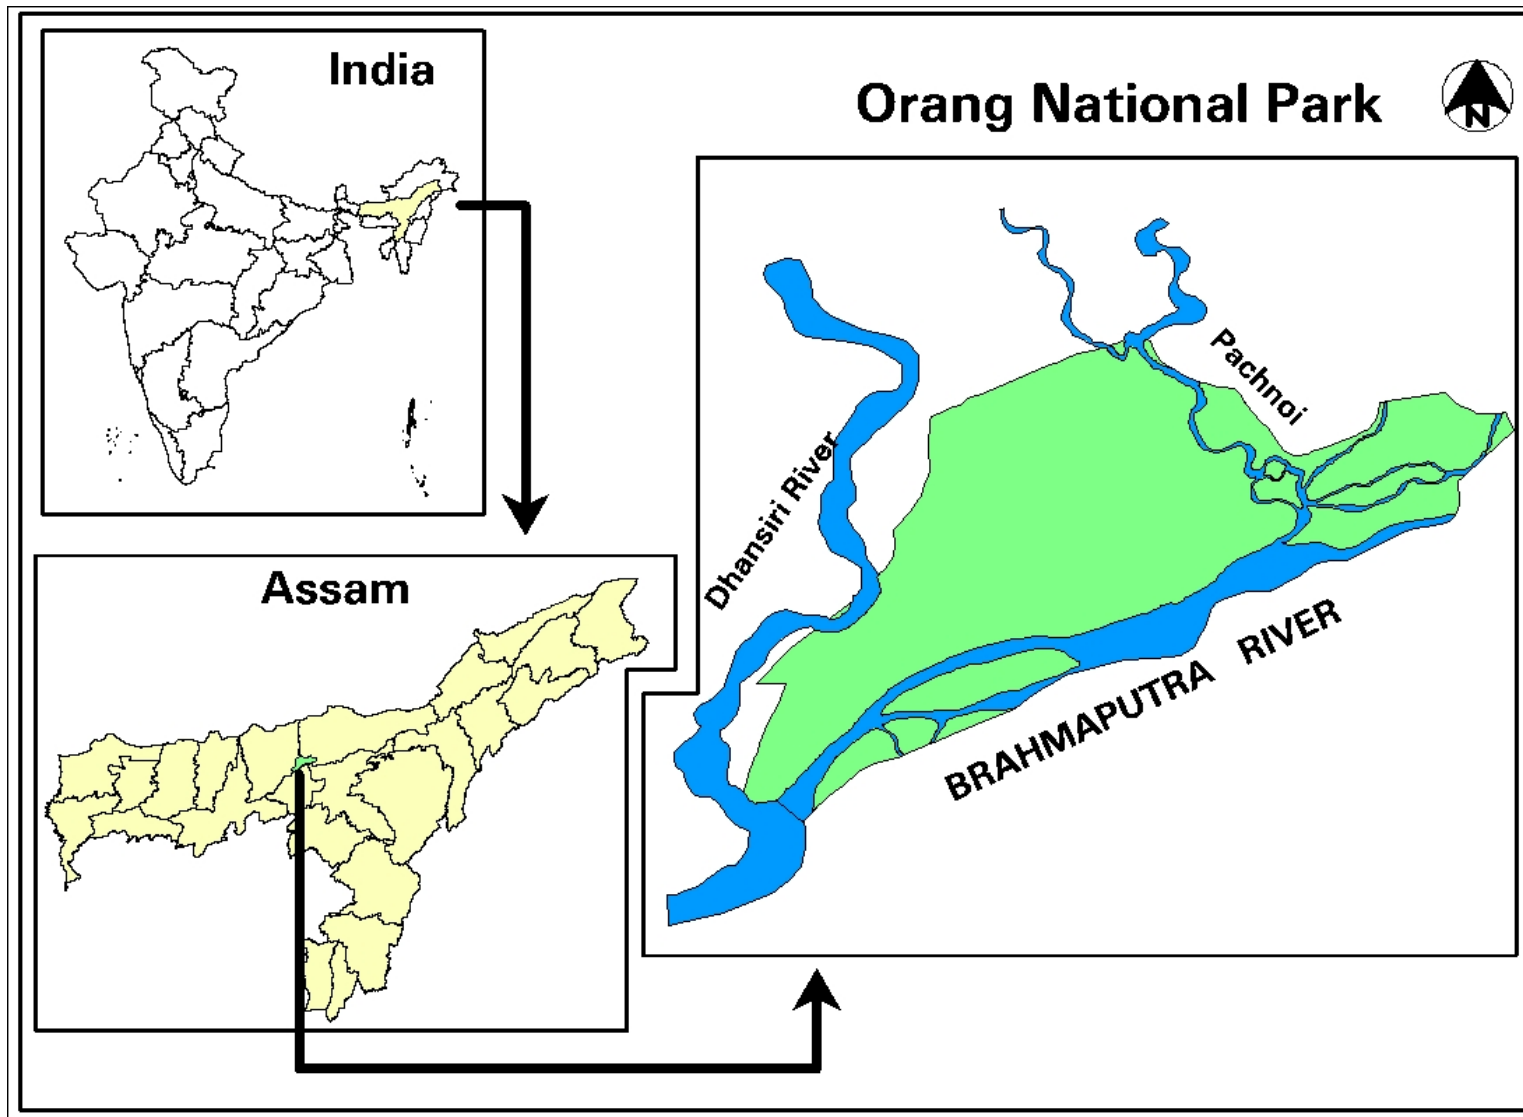 India
Orang National Park
N
Pachnoi
Dhansiri River
Assam
BRAHMAPUTRA RIVER